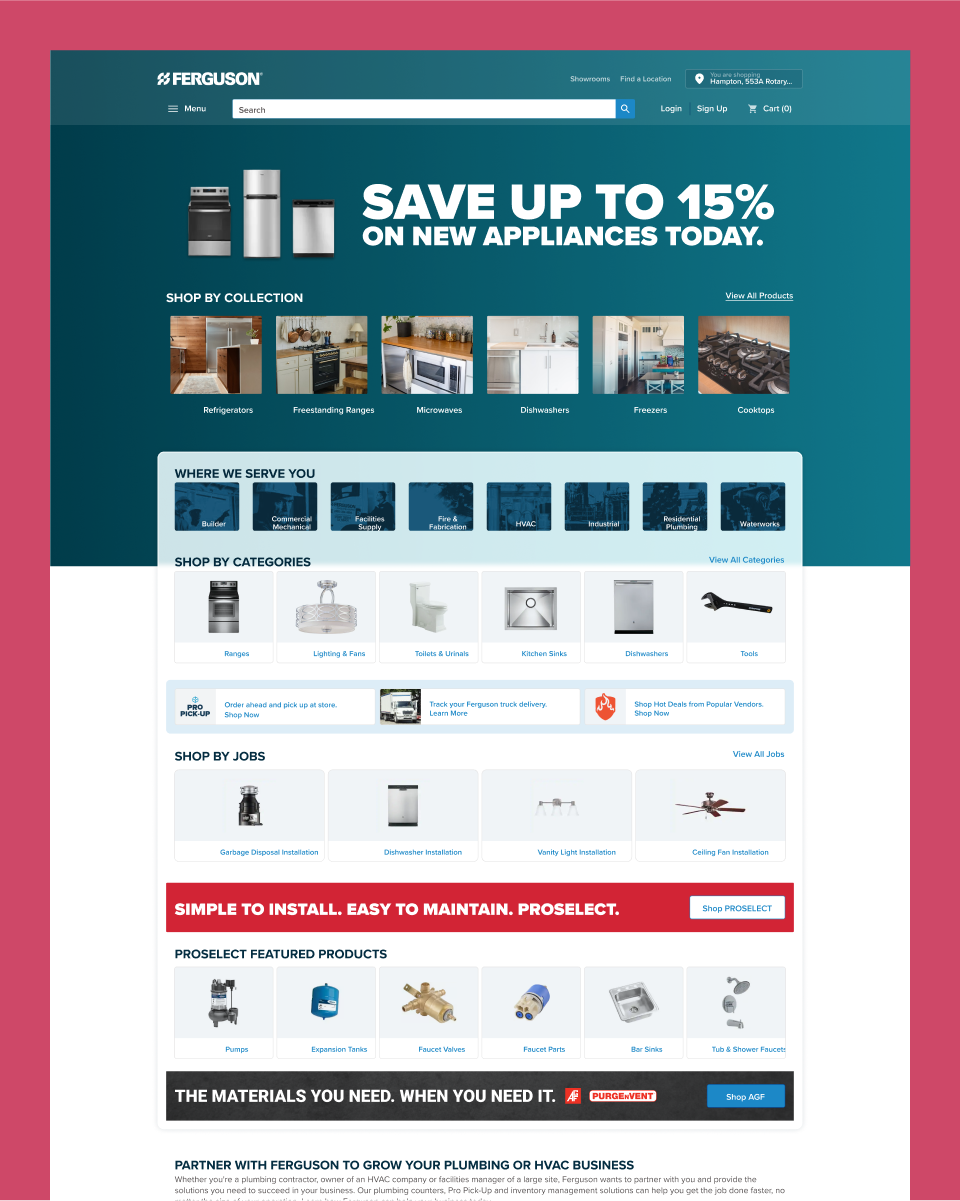 FERGUSON
Showrooms Find a Location
You are shopping
Hampton, 553A Rotary...
Menu
Search
Login Sign Up Cart (0)
SAVE UP TO 15%
ON NEW APPLIANCES TODAY.
SHOP BY COLLECTION
View All Products
Refrigerators Freestanding Ranges Microwaves Dishwashers Freezers Cooktops
WHERE WE SERVE YOU
Builder
Commercial
Mechanical
Facilities
Supply
Fire &
Fabrication
HVAC
Industrial
Residential
Plumbing
Waterworks
SHOP BY CATEGORIES
View All Categories
Ranges Lighting & Fans Toilets & Urinals Kitchen Sinks Dishwashers Tools
PRO
PICK-UP
Order ahead and pick up at store.
Shop Now
Track your Ferguson truck delivery.
Learn More
Shop Hot Deals from Popular Vendors.
Shop Now
SHOP BY JOBS
View All Jobs
Garbage Disposal Installation Dishwasher Installation Vanity Light Installation Ceiling Fan Installation
SIMPLE TO INSTALL. EASY TO MAINTAIN. PROSELECT.
Shop PROSELECT
PROSELECT FEATURED PRODUCTS
Pumps Expansion Tanks Faucet Valves Faucet Parts Bar Sinks Tub & Shower Faucets
THE MATERIALS YOU NEED. WHEN YOU NEED IT.
PURGENVENT
Shop AGF
PARTNER WITH FERGUSON TO GROW YOUR PLUMBING OR HVAC BUSINESS
Whether you're a plumbing contractor, owner of an HVAC company or facilities manager of a large site, Ferguson wants to partner with you and provide the
solutions you need to succeed in your business. Our plumbing counters, Pro Pick-Up and inventory management solutions can help you get the job done faster, no